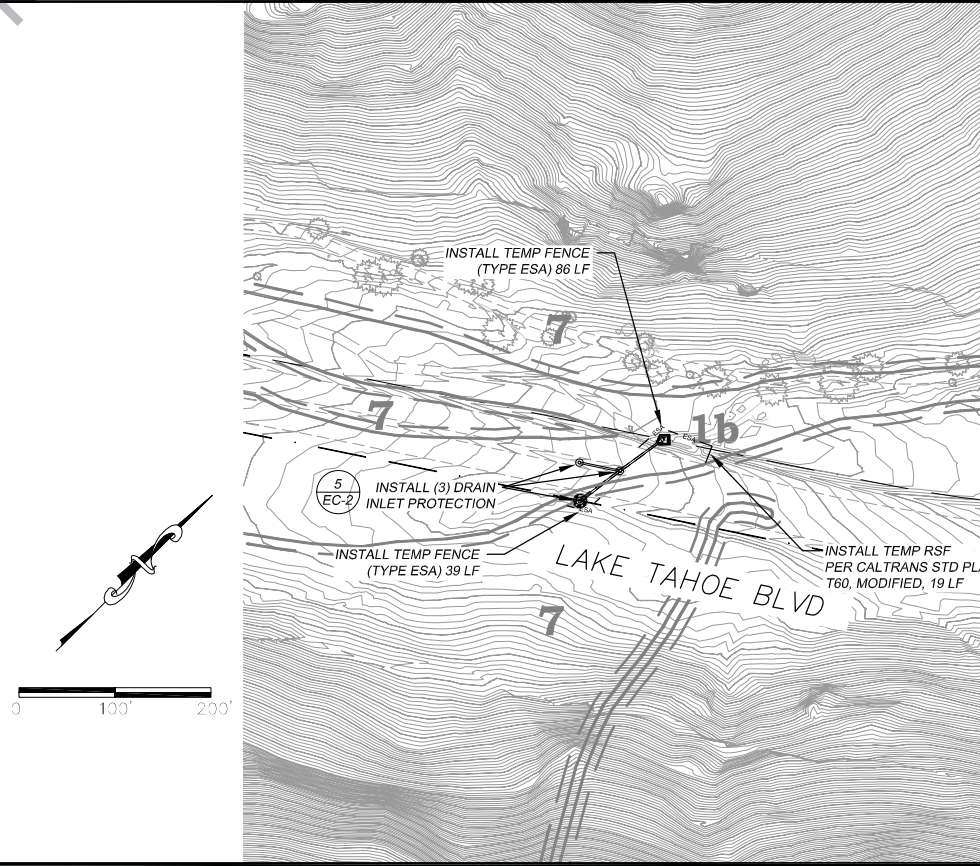 INSTALL TEMP FENCE
(TYPE ESA) 86 LF
7
7
1b
ESA
ESA
5
EC-2
INSTALL (3) DRAIN
INLET PROTECTION
ESA
INSTALL TEMP FENCE
(TYPE ESA) 39 LF
LAKE TAHOE BLVD
INSTALL TEMP RSF
PER CALTRANS STD PLA
T60, MODIFIED, 19 LF
7
0 100' 200'